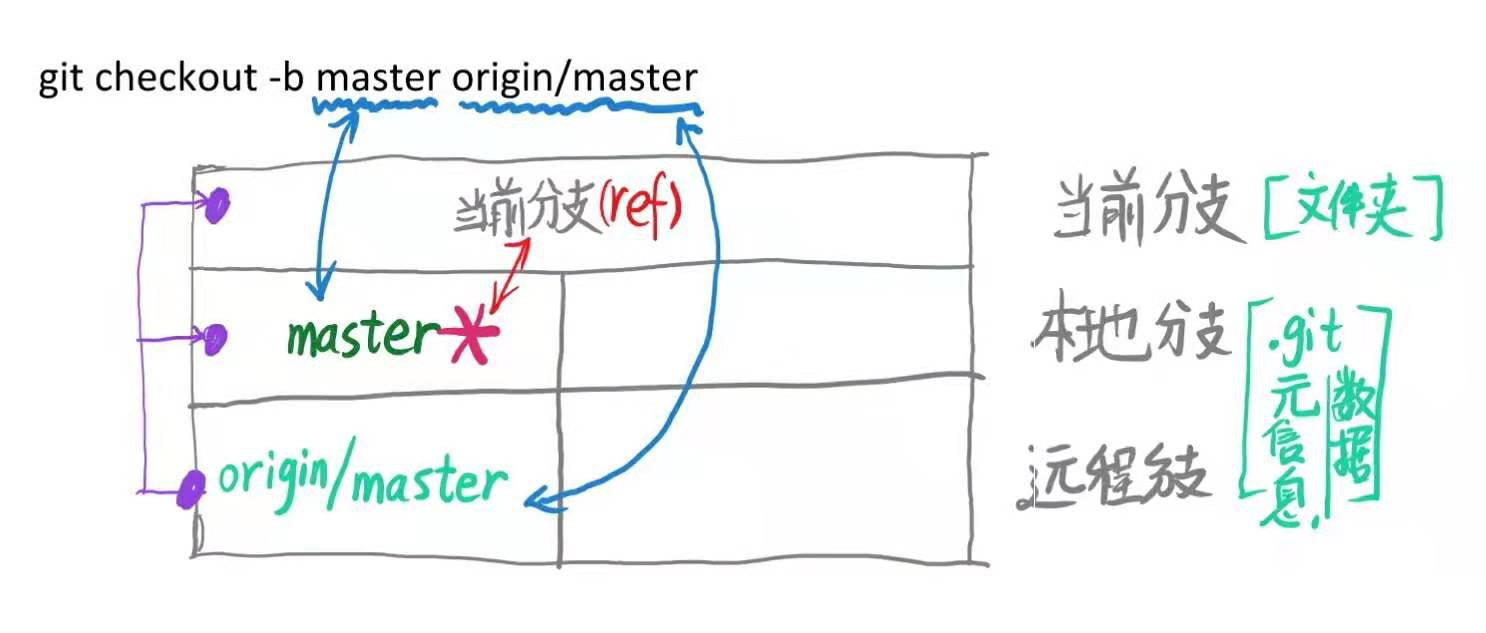 git checkout -b master origin/master
当前分支(ref)
当前分支[文件夹]
master*
本地分支
origin/master
远程分支
[.git
元信息,
数据]